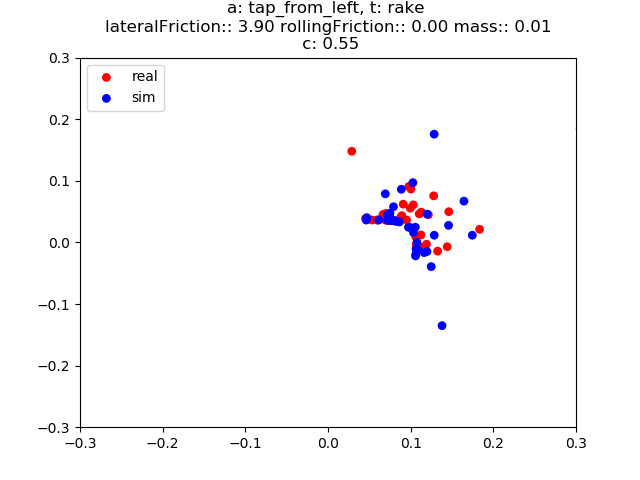 a: tap_from_left, t: rake
lateralFriction:: 3.90 rollingFriction:: 0.00 mass:: 0.01
c: 0.55
real
sim
0.3
0.2
0.1
0.0
−0.1
−0.2
−0.3
−0.3 −0.2 −0.1 0.0 0.1 0.2 0.3